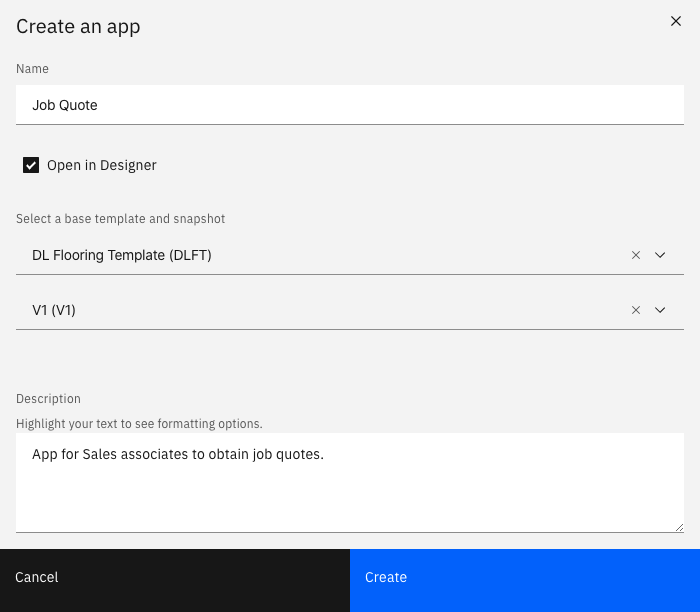 Create an app
Name
Job Quote
Open in Designer
Select a base template and snapshot
DL Flooring Template (DLFT)
V1 (V1)
Description
Highlight your text to see formatting options.
App for Sales associates to obtain job quotes.
Cancel
Create